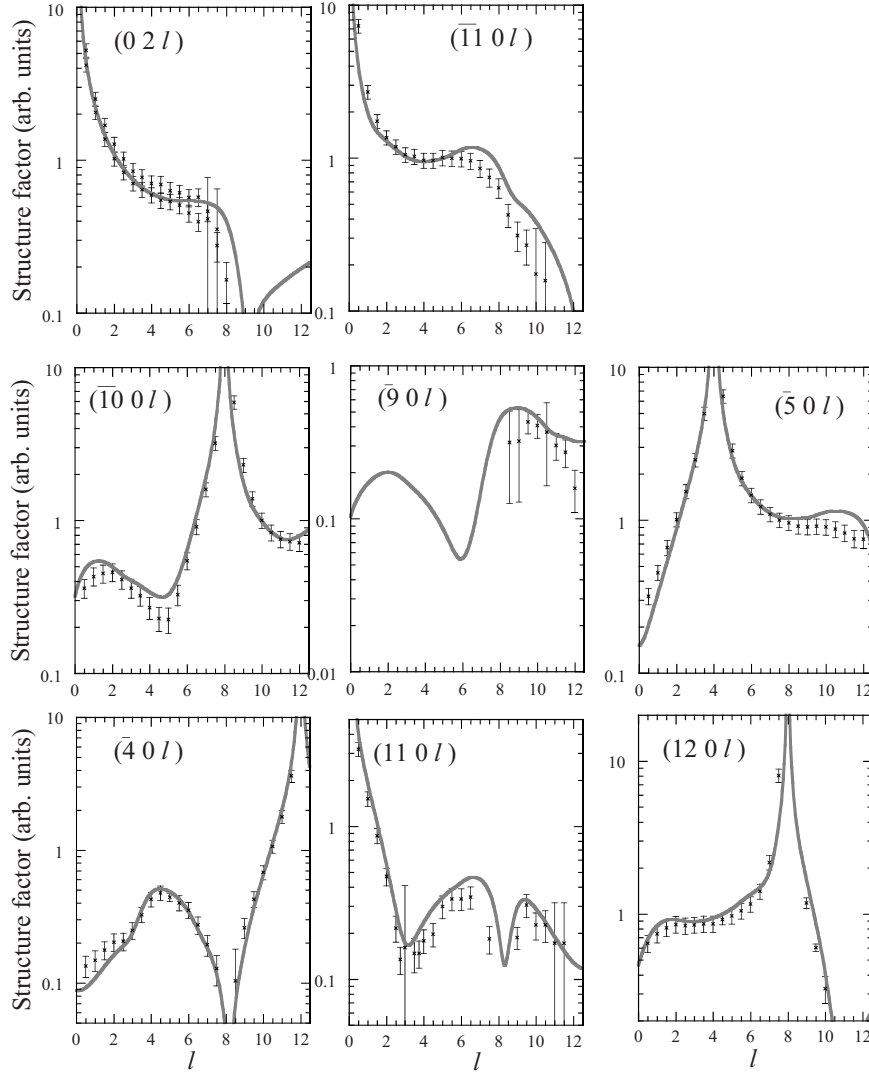 Structure factor (arb. units)
10
1
0.1
(0 2 l)
0 2 4 6 8 10 12
10
1
0.1
(1̅1̅ 0 l)
0 2 4 6 8 10 12
Structure factor (arb. units)
10
1
0.1
(1̅0̅ 0 l)
0 2 4 6 8 10 12
1
0.1
0.01
(9̅ 0 l)
0 2 4 6 8 10 12
10
1
0.1
(5̅ 0 l)
0 2 4 6 8 10 12
Structure factor (arb. units)
10
1
0.1
(4̅ 0 l)
0 2 4 6 8 10 12
l
1
0.1
(11 0 l)
0 2 4 6 8 10 12
l
10
1
(12 0 l)
0 2 4 6 8 10 12
l